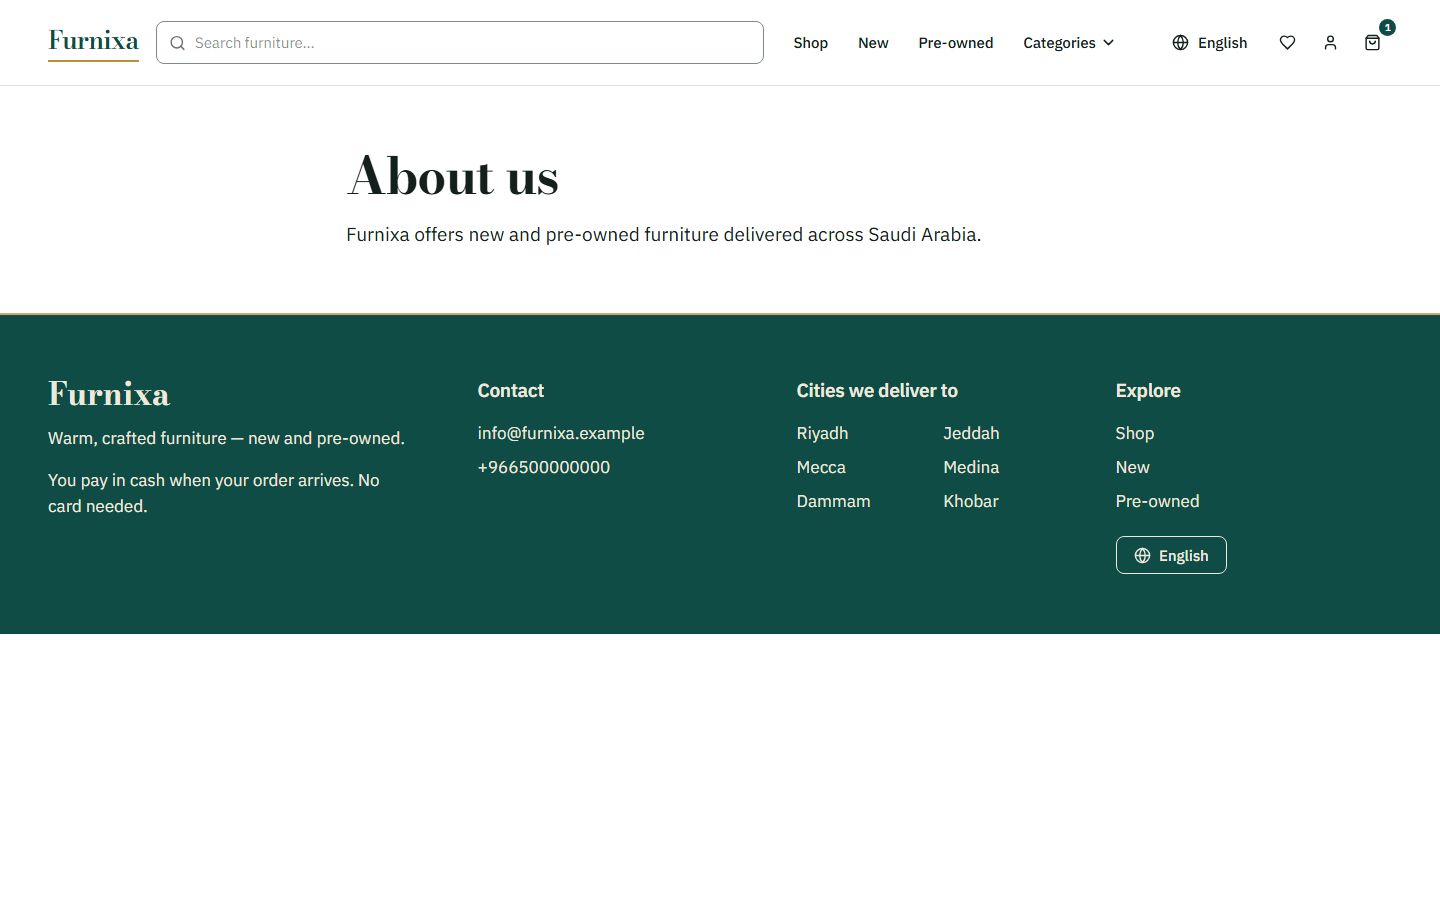 Furnixa
Search furniture...
Shop
New
Pre-owned
Categories
English
1
About us
Furnixa offers new and pre-owned furniture delivered across Saudi Arabia.
Furnixa
Warm, crafted furniture — new and pre-owned.
You pay in cash when your order arrives. No
card needed.
Contact
info@furnixa.example
+966500000000
Cities we deliver to
Riyadh
Jeddah
Mecca
Medina
Dammam
Khobar
Explore
Shop
New
Pre-owned
English